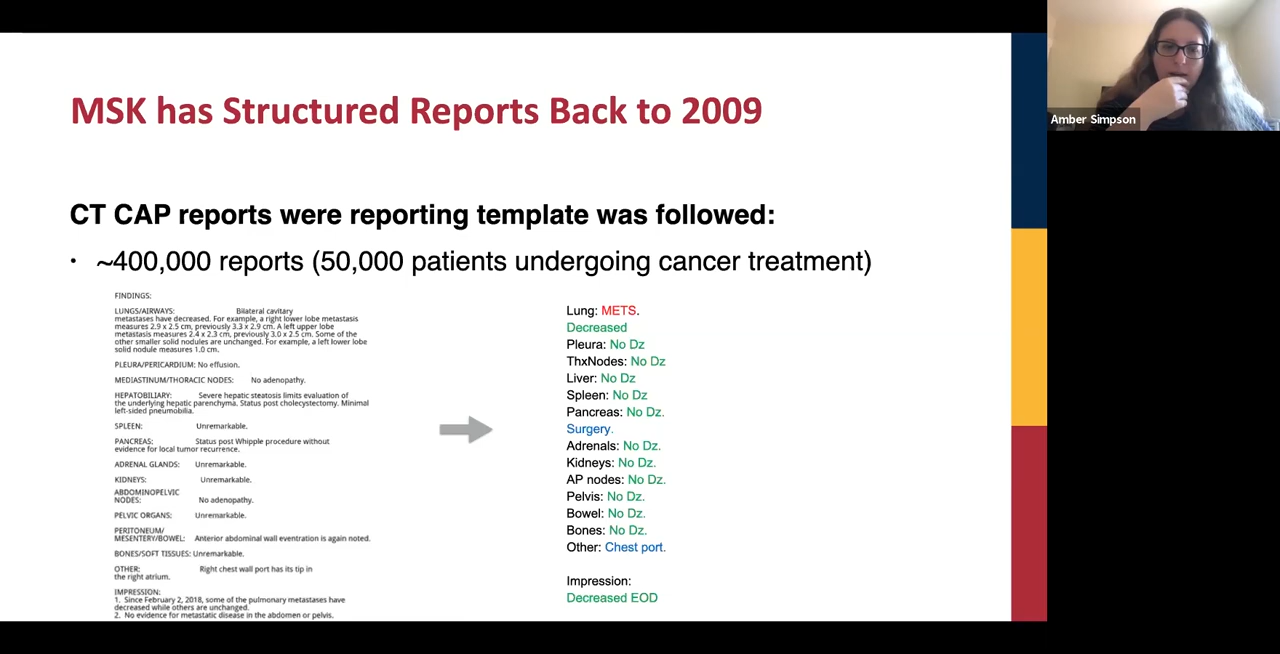 MSK has Structured Reports Back to 2009
Amber Simpson
CT CAP reports were reporting template was followed:
• ~400,000 reports (50,000 patients undergoing cancer treatment)
FINDINGS:
LUNGS/AIRWAYS: Bilateral cavitary
metastases have decreased. For example, a right lower lobe metastasis
measures 2.9 x 2.5 cm, previously 3.3 x 2.9 cm. A left upper lobe
metastasis measures 2.4 x 2.3 cm, previously 3.0 x 2.5 cm. Some of the
other smaller solid nodules are unchanged. For example, a left lower lobe
solid nodule measures 1.0 cm.
PLEURA/PERICARDIUM: No effusion.
MEDIASTINUM/THORACIC NODES: No adenopathy.
HEPATOBILIARY: Severe hepatic steatosis limits evaluation of
the underlying hepatic parenchyma. Status post cholecystectomy. Minimal
left-sided pneumobilia.
SPLEEN: Unremarkable.
PANCREAS: Status post Whipple procedure without
evidence for local tumor recurrence.
ADRENAL GLANDS: Unremarkable.
KIDNEYS: Unremarkable.
ABDOMINOPELVIC
NODES: No adenopathy.
PELVIC ORGANS: Unremarkable.
PERITONEUM/
MESENTERY/BOWEL: Anterior abdominal wall eventration is again noted.
BONES/SOFT TISSUES: Unremarkable.
OTHER: Right chest wall port has its tip in
the right atrium.
IMPRESSION:
1. Since February 2, 2018, some of the pulmonary metastases have
decreased while others are unchanged.
2. No evidence for metastatic disease in the abdomen or pelvis.
Lung: METS.
Decreased
Pleura: No Dz
ThxNodes: No Dz
Liver: No Dz
Spleen: No Dz
Pancreas: No Dz.
Surgery.
Adrenals: No Dz.
Kidneys: No Dz.
AP nodes: No Dz.
Pelvis: No Dz.
Bowel: No Dz.
Bones: No Dz.
Other: Chest port.
Impression:
Decreased EOD